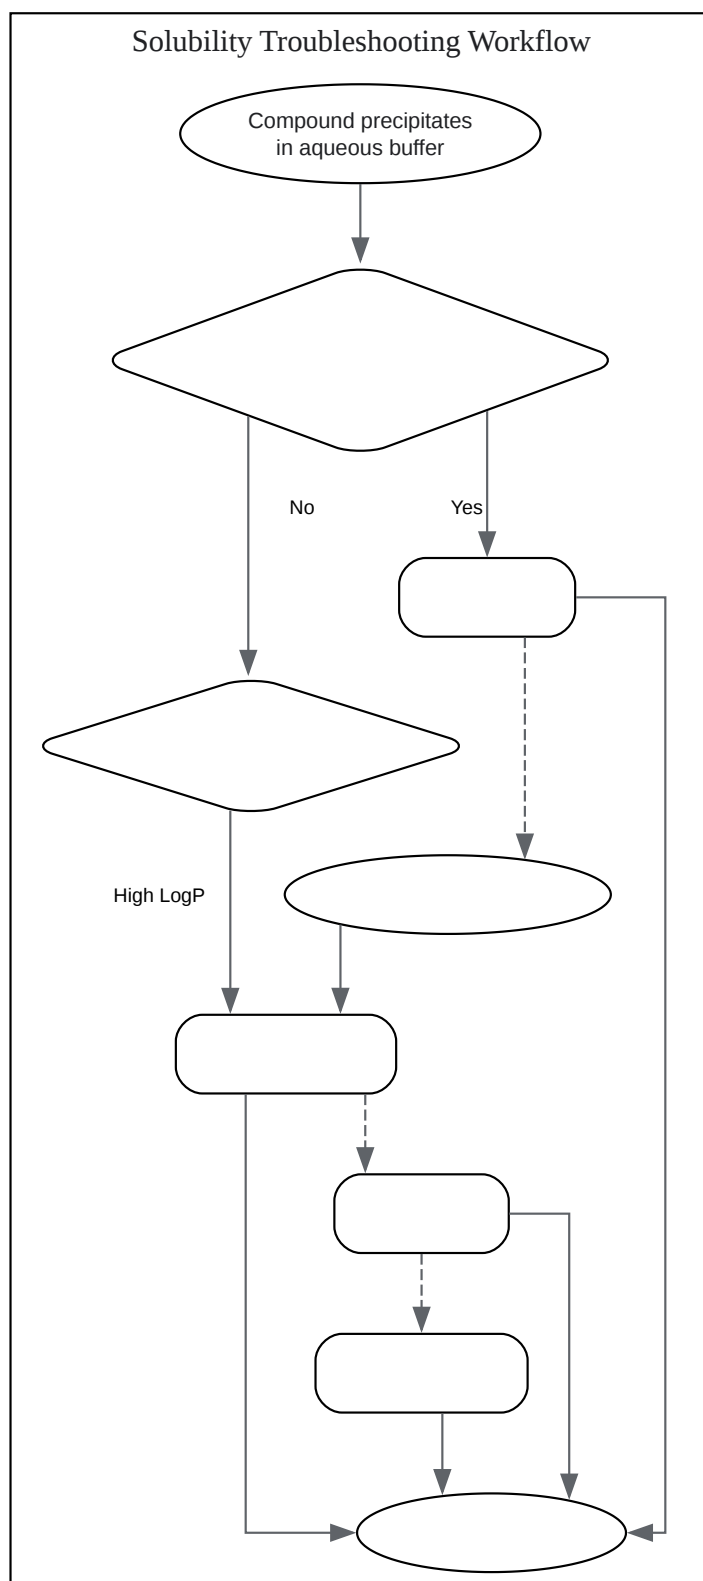 Solubility Troubleshooting Workflow
Compound precipitates
in aqueous buffer
No
Yes
High LogP